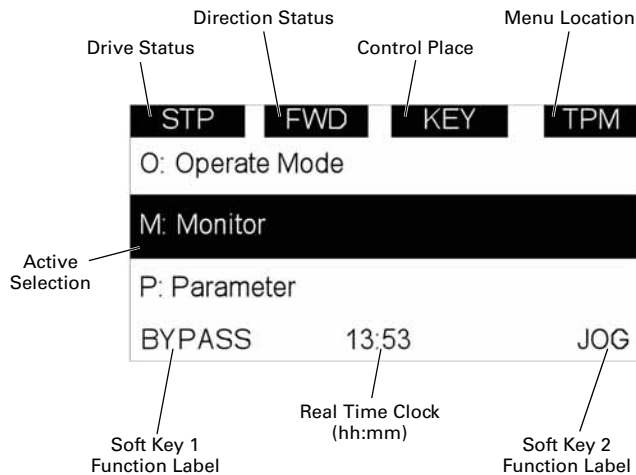 Direction Status
Menu Location
Drive Status
Control Place
STP FWD KEY TPM
O: Operate Mode
M: Monitor
Active
Selection
P: Parameter
BYPASS 13:53 JOG
Real Time Clock
(hh:mm)
Soft Key 1
Function Label
Soft Key 2
Function Label